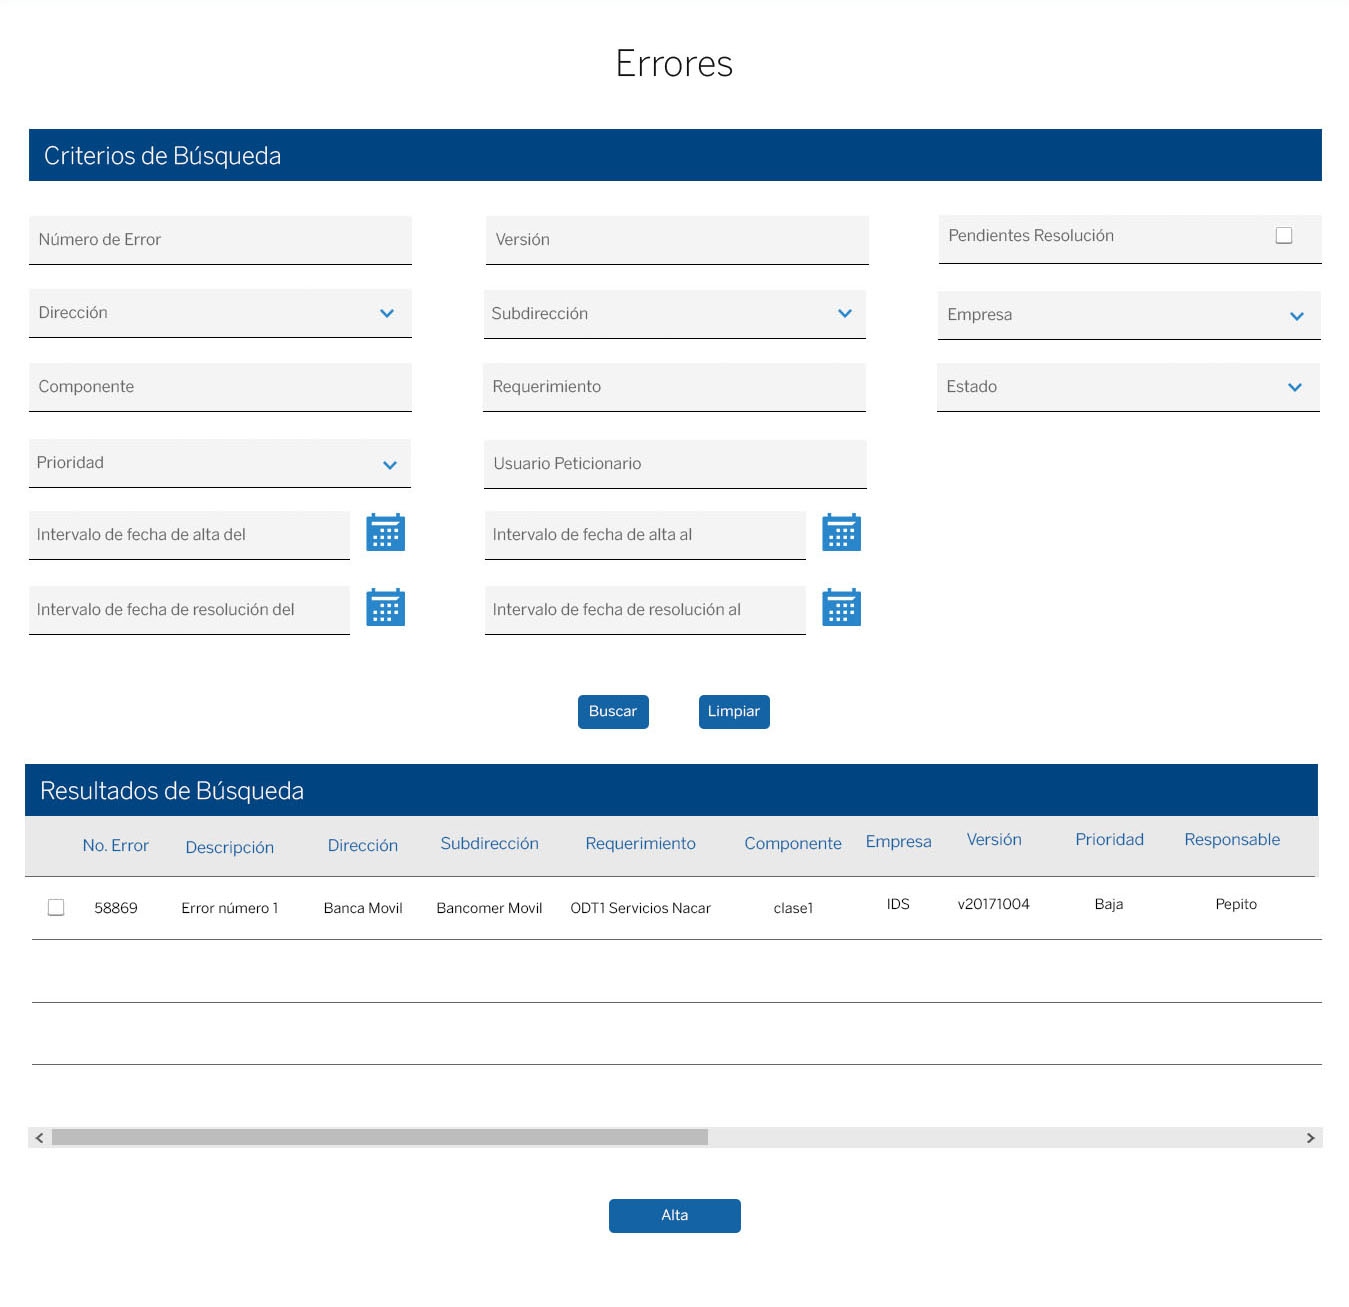 Errores
Criterios de Búsqueda
Número de Error
Versión
Pendientes Resolución
Dirección
Subdirección
Empresa
Componente
Requerimiento
Estado
Prioridad
Usuario Peticionario
Intervalo de fecha de alta del
Intervalo de fecha de alta al
Intervalo de fecha de resolución del
Intervalo de fecha de resolución al
Buscar
Limpiar
Resultados de Búsqueda
No. Error Descripción Dirección Subdirección Requerimiento Componente Empresa Versión Prioridad Responsable
58869 Error número 1 Banca Movil Bancomer Movil ODT1 Servicios Nacar clase1 IDS v20171004 Baja Pepito
Alta